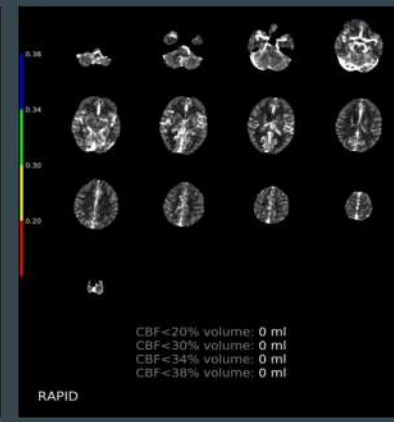 0.38
0.34
0.30
0.20
CBF<20% volume: 0 ml
CBF<30% volume: 0 ml
CBF<34% volume: 0 ml
CBF<38% volume: 0 ml
RAPID